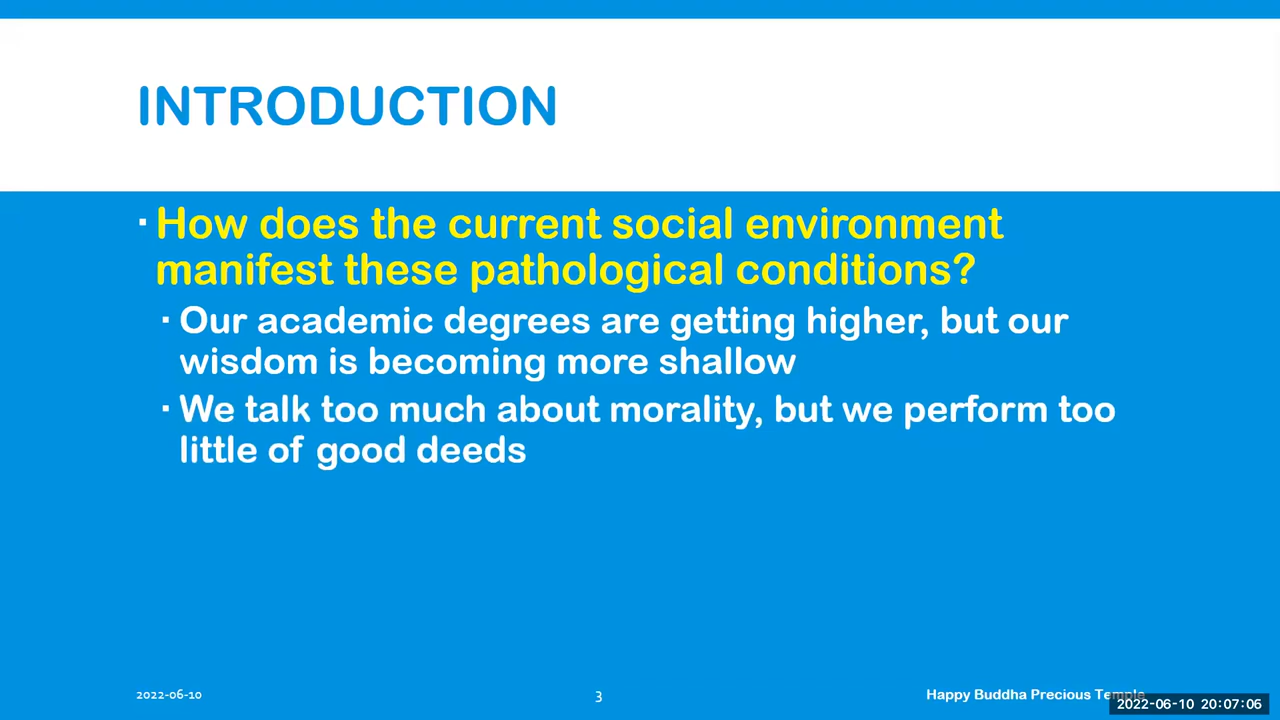 INTRODUCTION
▪ How does the current social environment
manifest these pathological conditions?
▪ Our academic degrees are getting higher, but our
wisdom is becoming more shallow
▪ We talk too much about morality, but we perform too
little of good deeds
2022-06-10
3
Happy Buddha Precious Temple
2022-06-10 20:07:06